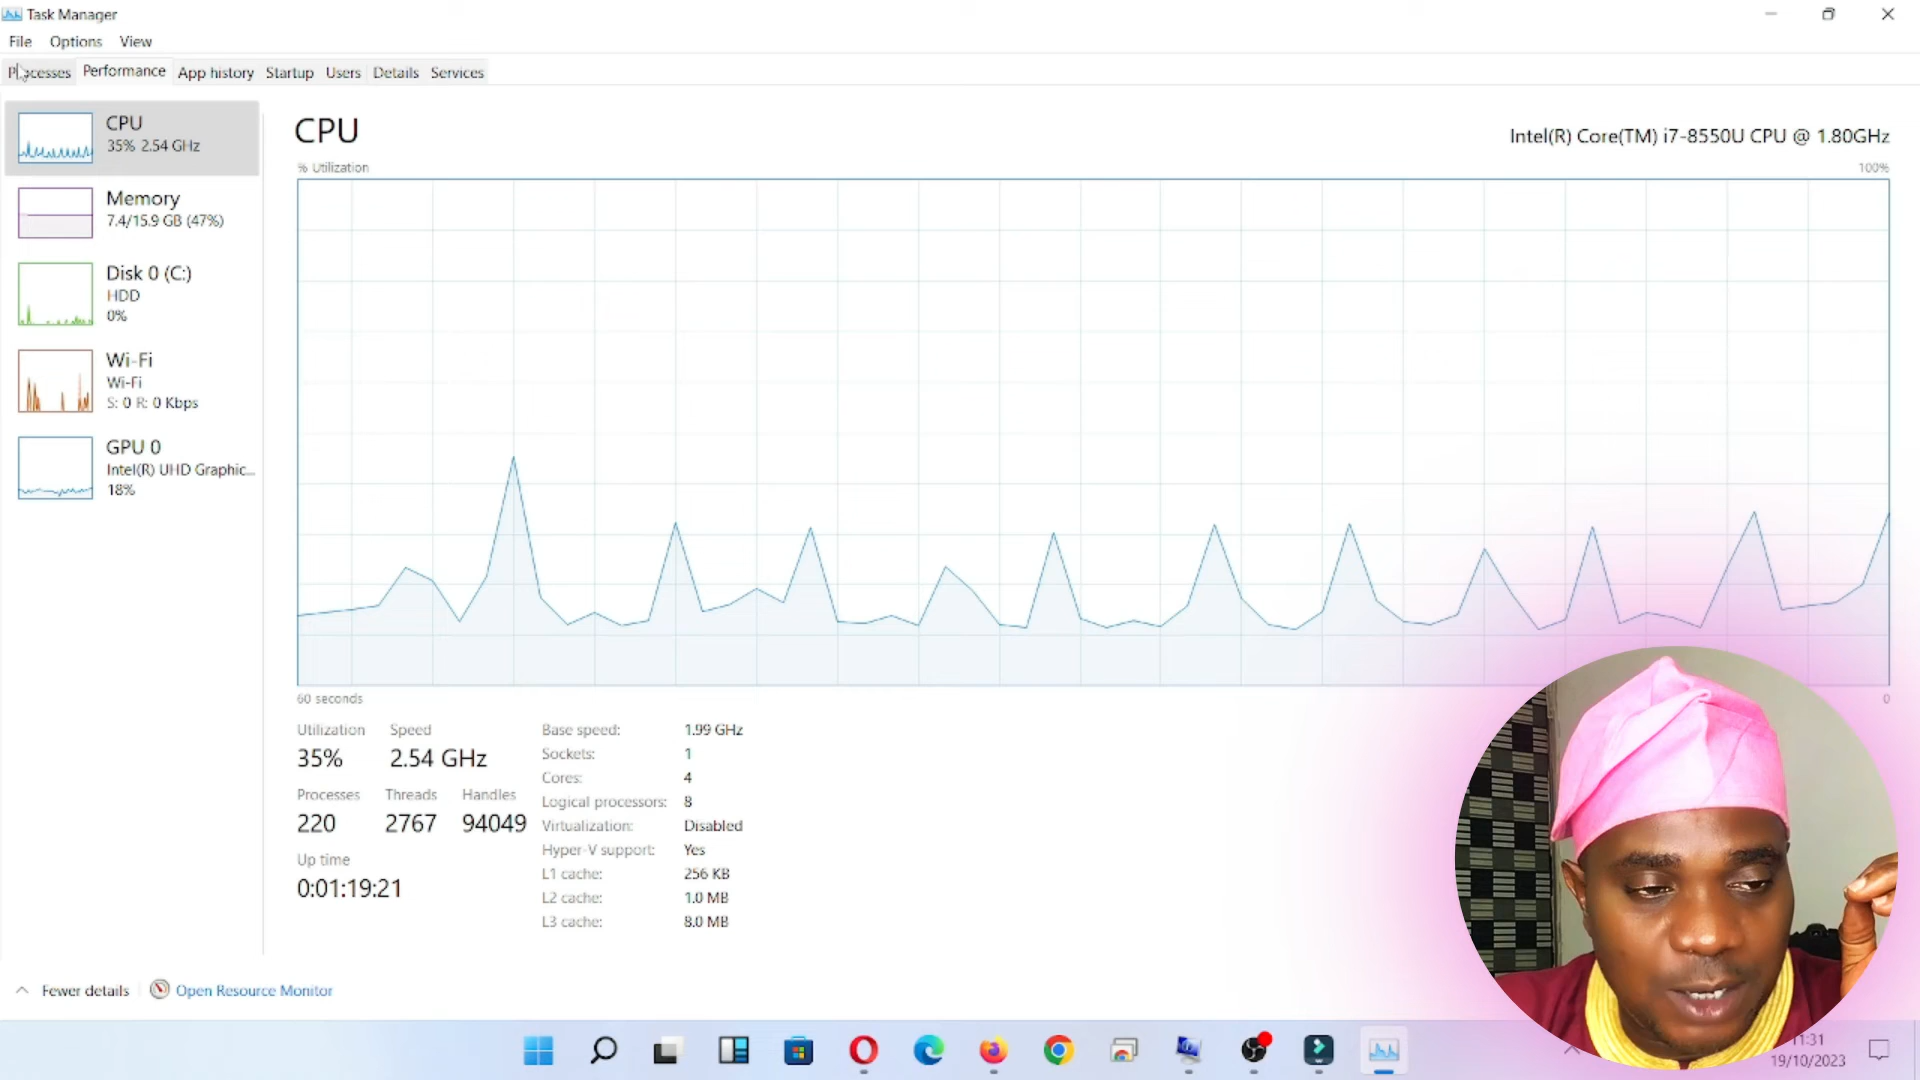 Task Manager
File Options View
Processes Performance App history Startup Users Details Services
CPU
35% 2.54 GHz
Memory
7.4/15.9 GB (47%)
Disk 0 (C:)
HDD
0%
Wi-Fi
Wi-Fi
S: 0 R: 0 Kbps
GPU 0
Intel(R) UHD Graphic...
18%
CPU
Intel(R) Core(TM) i7-8550U CPU @ 1.80GHz
% Utilization
100%
60 seconds
0
Utilization Speed
35% 2.54 GHz
Processes Threads Handles
220 2767 94049
Up time
0:01:19:21
Base speed: 1.99 GHz
Sockets: 1
Cores: 4
Logical processors: 8
Virtualization: Disabled
Hyper-V support: Yes
L1 cache: 256 KB
L2 cache: 1.0 MB
L3 cache: 8.0 MB
Fewer details
Open Resource Monitor
11:31
19/10/2023